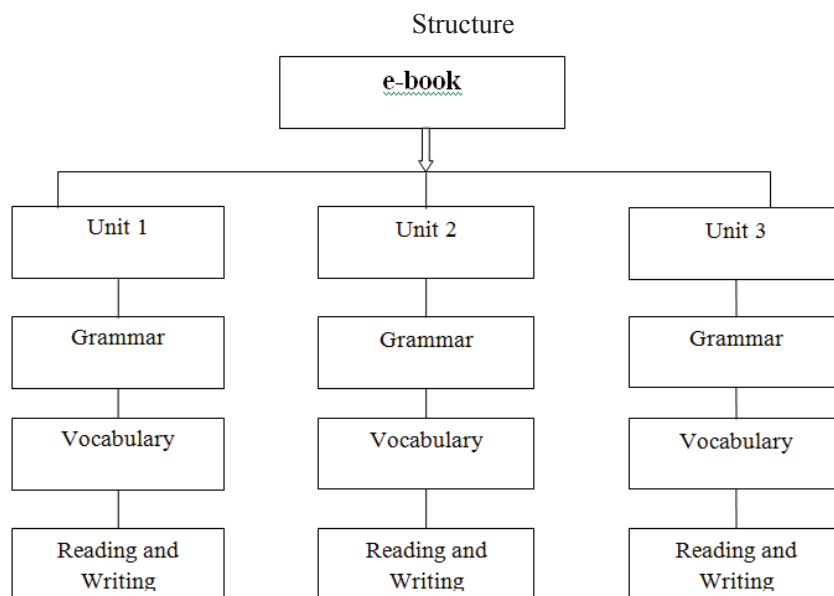 Structure
e-book
Unit 1
Unit 2
Unit 3
Grammar
Grammar
Grammar
Vocabulary
Vocabulary
Vocabulary
Reading and
Writing
Reading and
Writing
Reading and
Writing